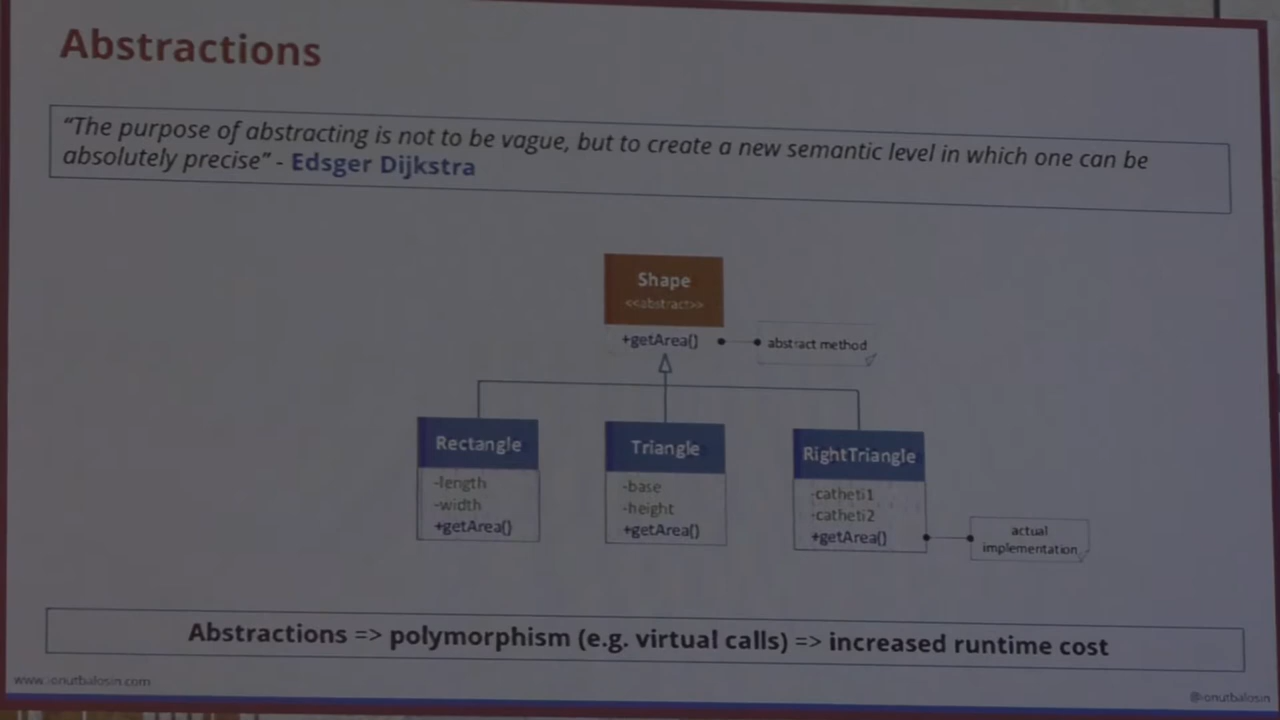 Abstractions
“The purpose of abstracting is not to be vague, but to create a new semantic level in which one can be
absolutely precise” - Edsger Dijkstra
Shape
<<abstract>>
+getArea()
abstract method
Rectangle
-length
-width
+getArea()
Triangle
-base
-height
+getArea()
RightTriangle
-catheti1
-catheti2
+getArea()
actual
implementation
Abstractions => polymorphism (e.g. virtual calls) => increased runtime cost
www.ionutbalosin.com
@ionutbalosin